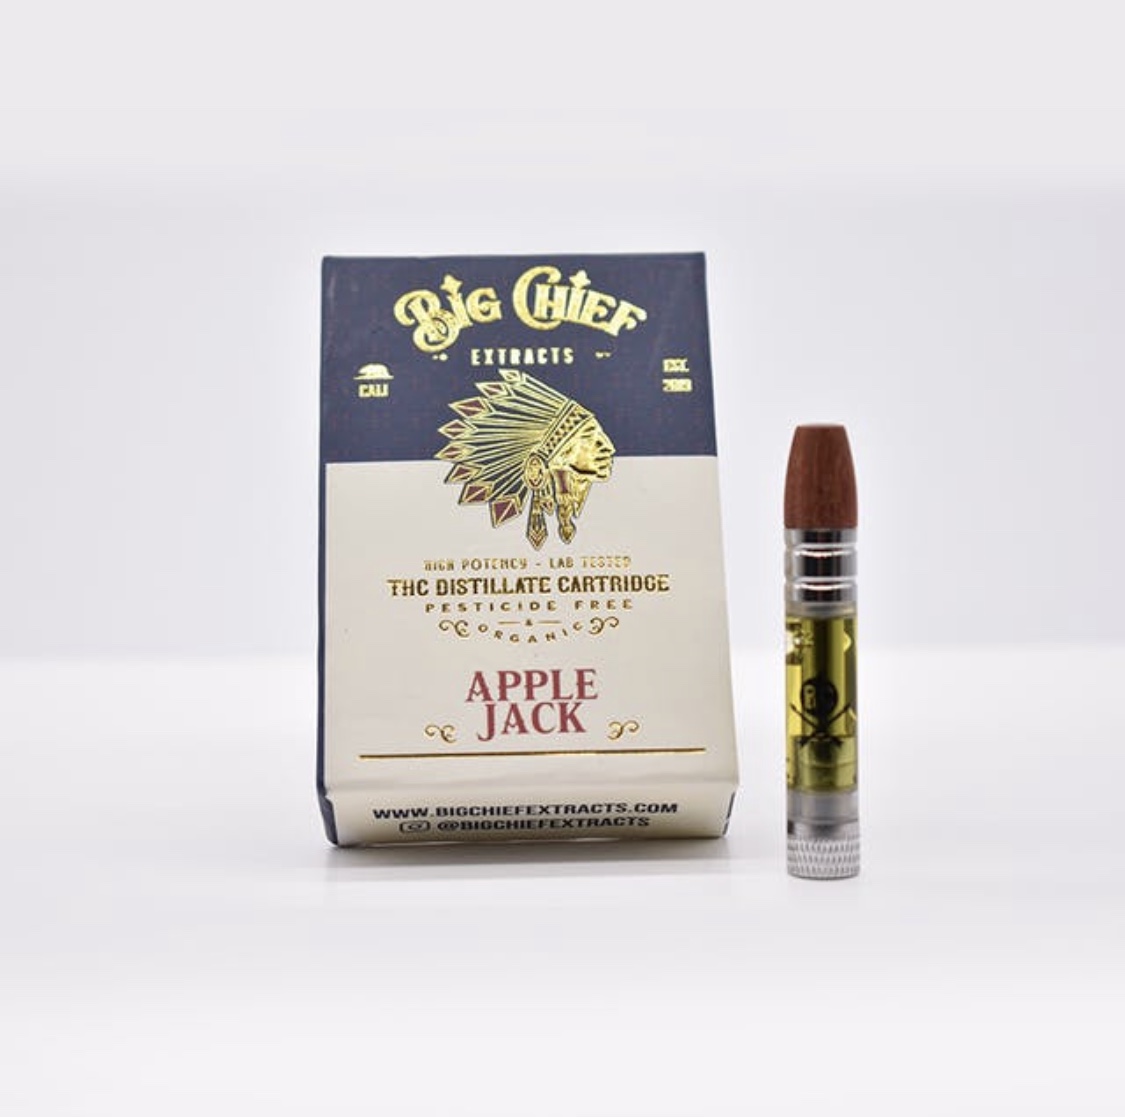 BIG CHIEF
EXTRACTS
CALI
EST.
2019
HIGH POTENCY - LAB TESTED
THC DISTILLATE CARTRIDGE
PESTICIDE FREE
&
ORGANIC
APPLE
JACK
WWW.BIGCHIEFEXTRACTS.COM
@BIGCHIEFEXTRACTS